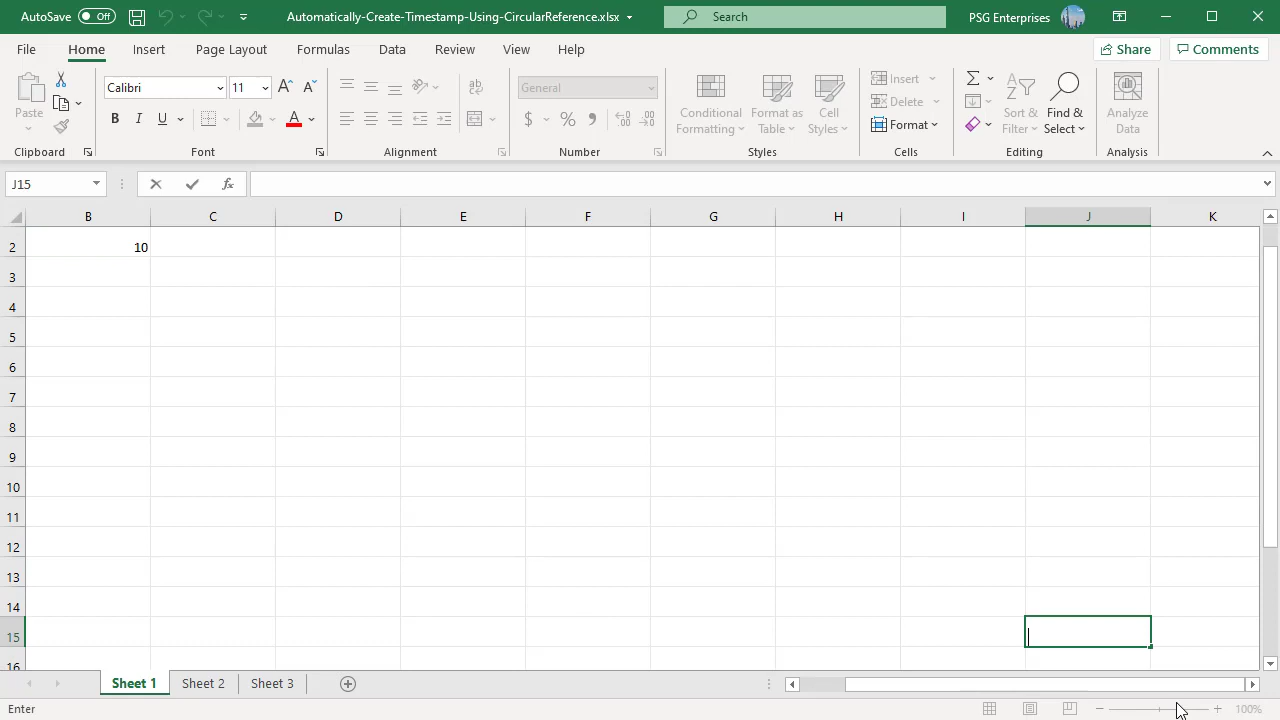 AutoSave Off Automatically-Create-Timestamp-Using-CircularReference.xlsx Search PSG Enterprises
File Home Insert Page Layout Formulas Data Review View Help Share Comments
Paste
Clipboard
Calibri 11
B I U A
Font
ab
Alignment
General
$ % 9 .00
Number
Conditional Formatting
Format as Table
Cell Styles
Styles
Insert
Delete
Format
Cells
Sort & Filter
Find & Select
Editing
Analyze Data
Analysis
J15 fx
B C D E F G H I J K
2 10
3
4
5
6
7
8
9
10
11
12
13
14
15
16
Sheet 1 Sheet 2 Sheet 3
Enter 100%